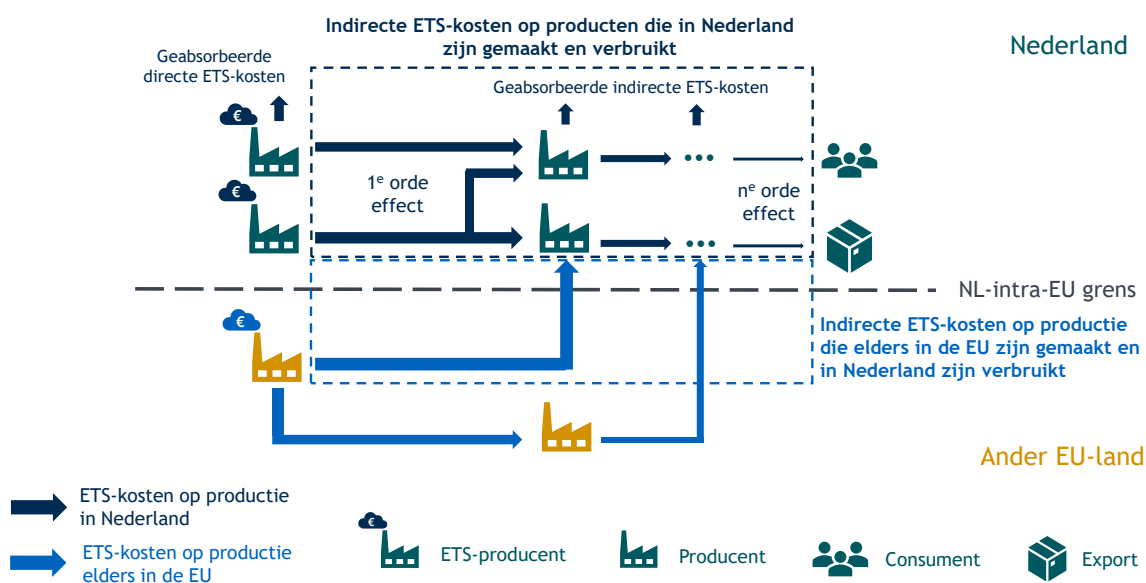 Indirecte ETS-kosten op producten die in Nederland
zijn gemaakt en verbruikt
Nederland
Geabsorbeerde
directe ETS-kosten
Geabsorbeerde indirecte ETS-kosten
€
€
1e orde
effect
ne orde
effect
NL-intra-EU grens
€
Indirecte ETS-kosten op productie
die elders in de EU zijn gemaakt en
in Nederland zijn verbruikt
Ander EU-land
ETS-kosten op productie
in Nederland
ETS-kosten op productie
elders in de EU
€
ETS-producent
Producent
Consument
Export